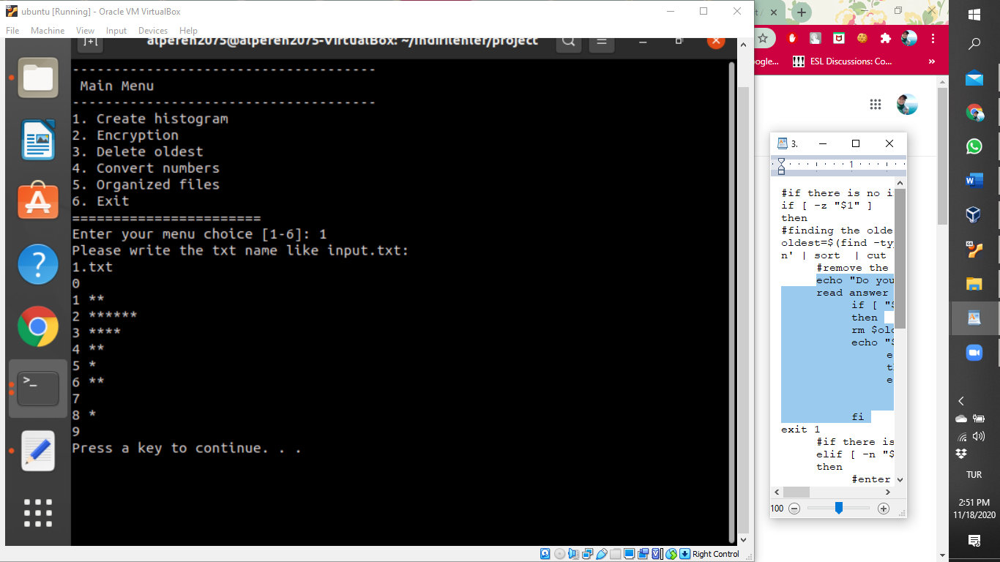 ubuntu [Running] - Oracle VM VirtualBox
File Machine View Input Devices Help
alperen2075@alperen2075-VirtualBox: ~/Indirilenler/project
------------------------------------
Main Menu
------------------------------------
1. Create histogram
2. Encryption
3. Delete oldest
4. Convert numbers
5. Organized files
6. Exit
=======================
Enter your menu choice [1-6]: 1
Please write the txt name like input.txt:
1.txt
0
1 **
2 ******
3 ****
4 **
5 *
6 **
7
8 *
9
Press a key to continue. . .
Right Control
ogle...
ESL Discussions: Co...
3.
1
#if there is no i
if [ -z "$1" ]
then
#finding the olde
oldest=$(find -ty
n' | sort | cut
#remove the
echo "Do you
read answer
if [ "$
then
rm $old
echo "$
e
t
e
fi
exit 1
#if there is
elif [ -n "$
then
#enter
100
TUR
2:51 PM
11/18/2020